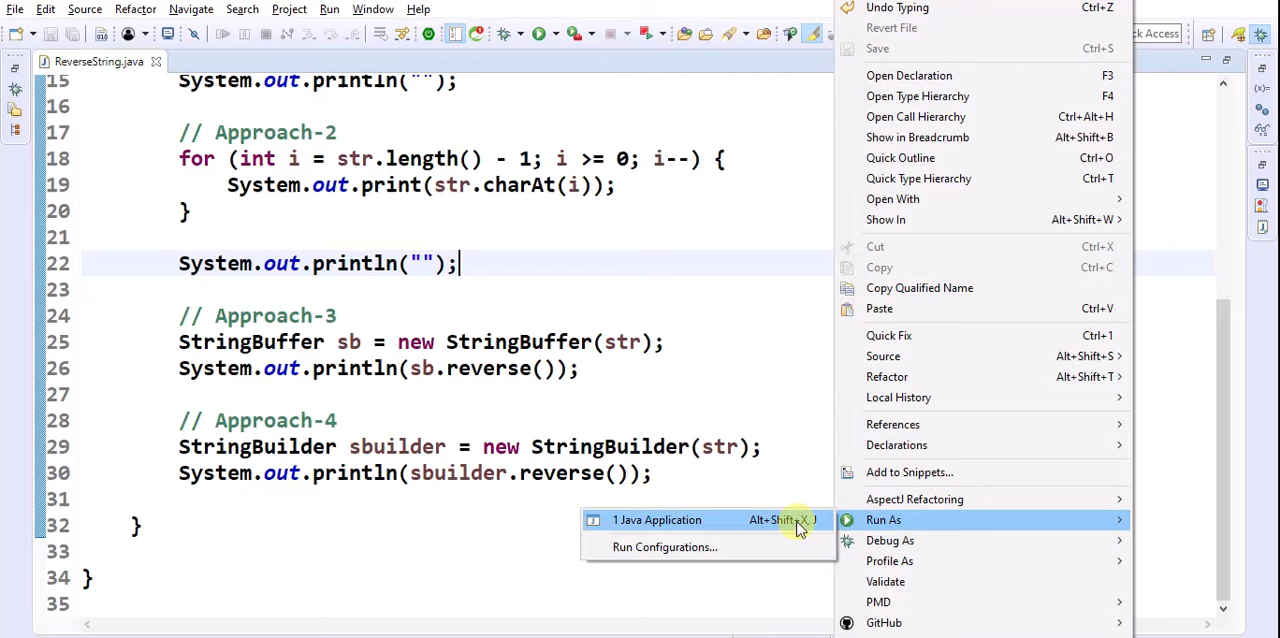 File Edit Source Refactor Navigate Search Project Run Window Help
ck Access
ReverseString.java
15 System.out.println("");
16
17 // Approach-2
18 for (int i = str.length() - 1; i >= 0; i--) {
19 System.out.print(str.charAt(i));
20 }
21
22 System.out.println("");
23
24 // Approach-3
25 StringBuffer sb = new StringBuffer(str);
26 System.out.println(sb.reverse());
27
28 // Approach-4
29 StringBuilder sbuilder = new StringBuilder(str);
30 System.out.println(sbuilder.reverse());
31
32 }
33
34 }
35
1 Java Application Alt+Shift+X, J
Run Configurations...
Undo Typing Ctrl+Z
Revert File
Save Ctrl+S
Open Declaration F3
Open Type Hierarchy F4
Open Call Hierarchy Ctrl+Alt+H
Show in Breadcrumb Alt+Shift+B
Quick Outline Ctrl+O
Quick Type Hierarchy Ctrl+T
Open With
Show In Alt+Shift+W
Cut Ctrl+X
Copy Ctrl+C
Copy Qualified Name
Paste Ctrl+V
Quick Fix Ctrl+1
Source Alt+Shift+S
Refactor Alt+Shift+T
Local History
References
Declarations
Add to Snippets...
AspectJ Refactoring
Run As
Debug As
Profile As
Validate
PMD
GitHub